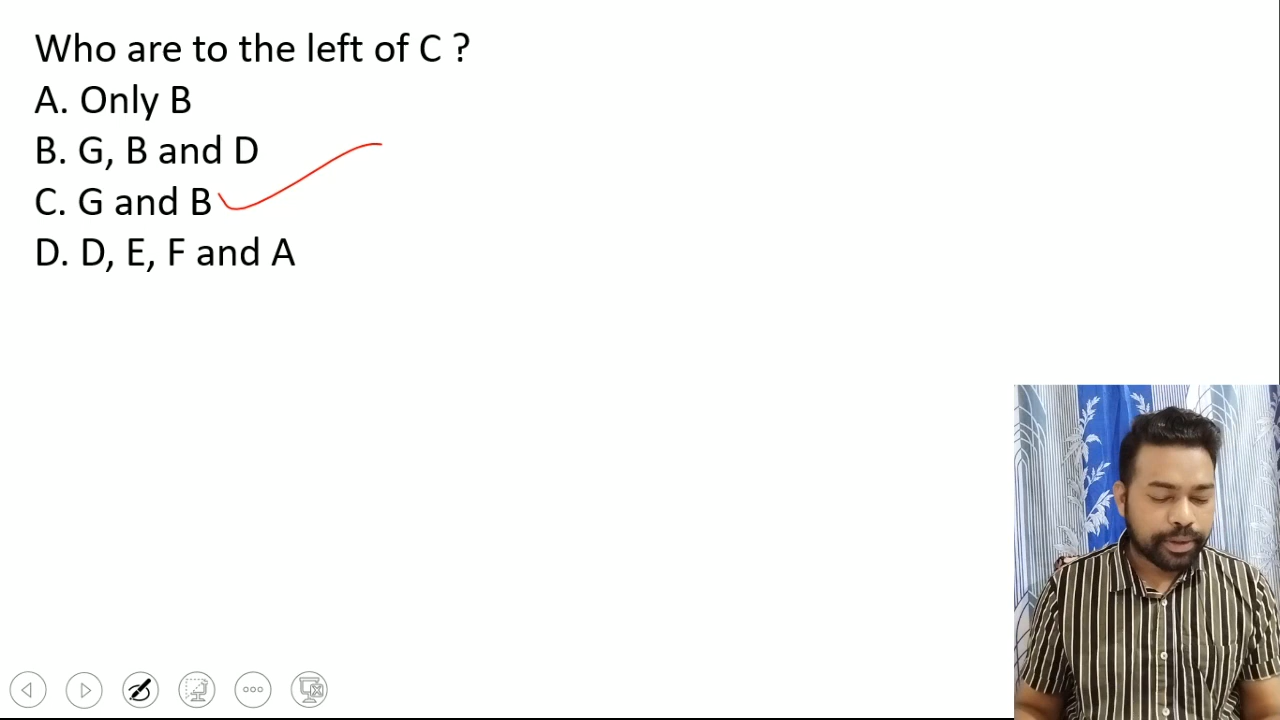 Who are to the left of C ?
A. Only B
B. G, B and D
C. G and B
D. D, E, F and A